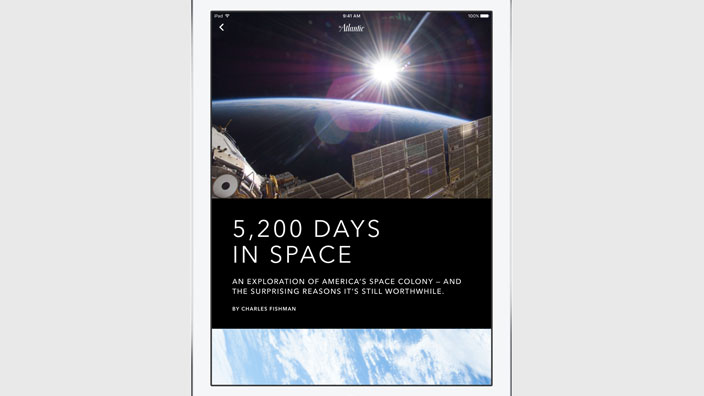 iPad 9:41 AM 100%
The Atlantic
5,200 DAYS
IN SPACE
AN EXPLORATION OF AMERICA'S SPACE COLONY – AND
THE SURPRISING REASONS IT'S STILL WORTHWHILE.
BY CHARLES FISHMAN